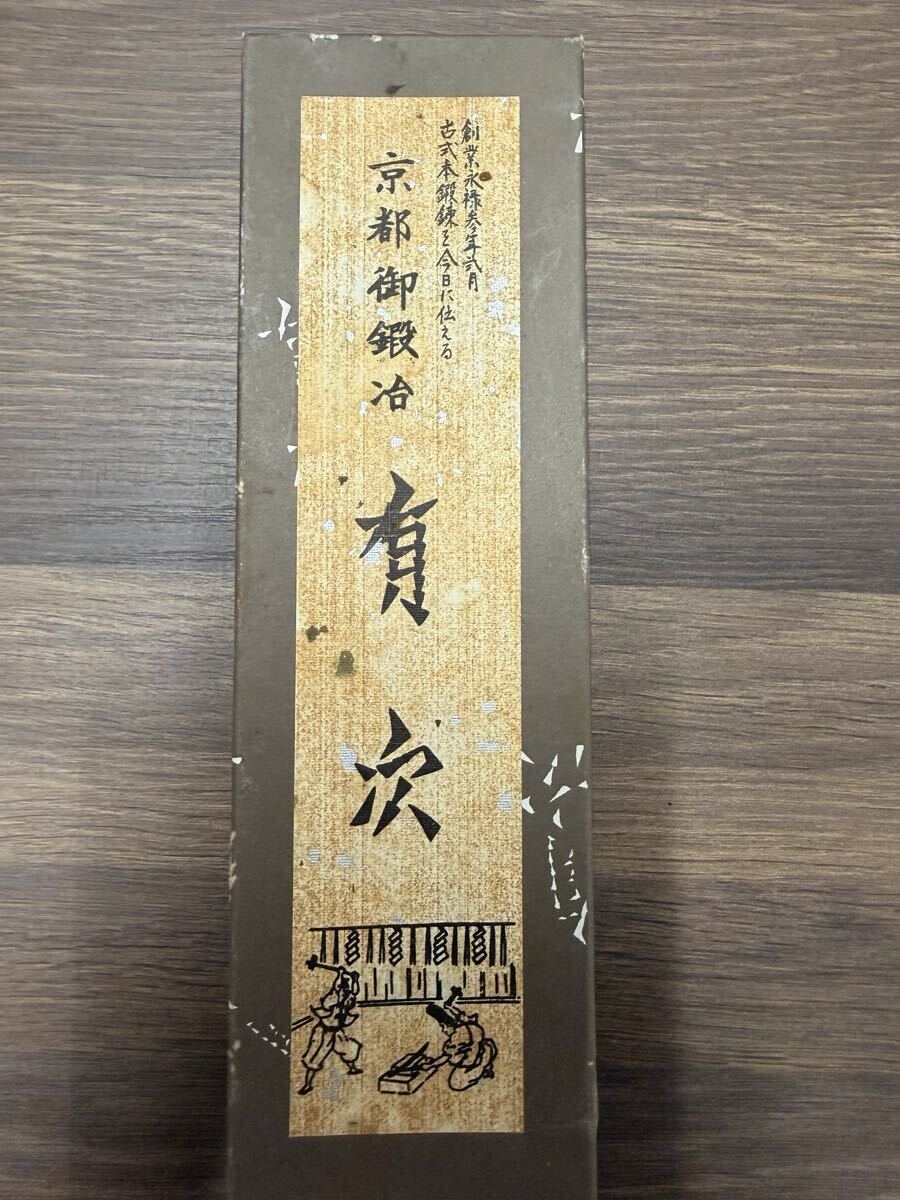 創業永禄参年弐月
古式本鍛錬を今日に伝える
京都御鍛冶
有次